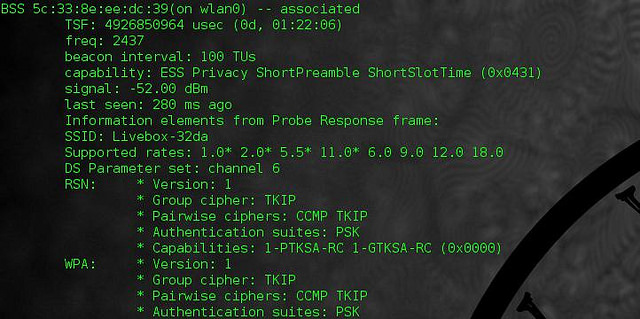 BSS 5c:33:8e:ee:dc:39(on wlan0) -- associated
TSF: 4926850964 usec (0d, 01:22:06)
freq: 2437
beacon interval: 100 TUs
capability: ESS Privacy ShortPreamble ShortSlotTime (0x0431)
signal: -52.00 dBm
last seen: 280 ms ago
Information elements from Probe Response frame:
SSID: Livebox-32da
Supported rates: 1.0* 2.0* 5.5* 11.0* 6.0 9.0 12.0 18.0
DS Parameter set: channel 6
RSN: * Version: 1
* Group cipher: TKIP
* Pairwise ciphers: CCMP TKIP
* Authentication suites: PSK
* Capabilities: 1-PTKSA-RC 1-GTKSA-RC (0x0000)
WPA: * Version: 1
* Group cipher: TKIP
* Pairwise ciphers: CCMP TKIP
* Authentication suites: PSK